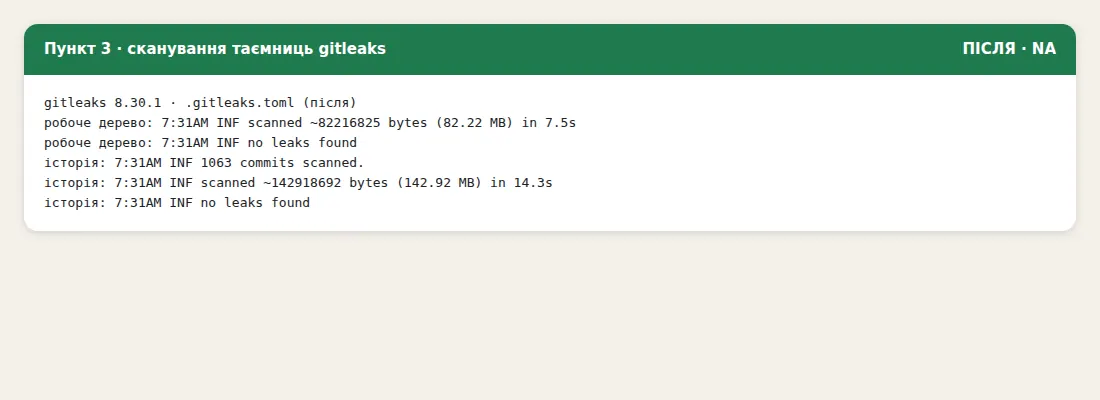 Пункт 3 · сканування таємниць gitleaks
ПІСЛЯ · NA
gitleaks 8.30.1 · .gitleaks.toml (після)
робоче дерево: 7:31AM INF scanned ~82216825 bytes (82.22 MB) in 7.5s
робоче дерево: 7:31AM INF no leaks found
історія: 7:31AM INF 1063 commits scanned.
історія: 7:31AM INF scanned ~142918692 bytes (142.92 MB) in 14.3s
історія: 7:31AM INF no leaks found